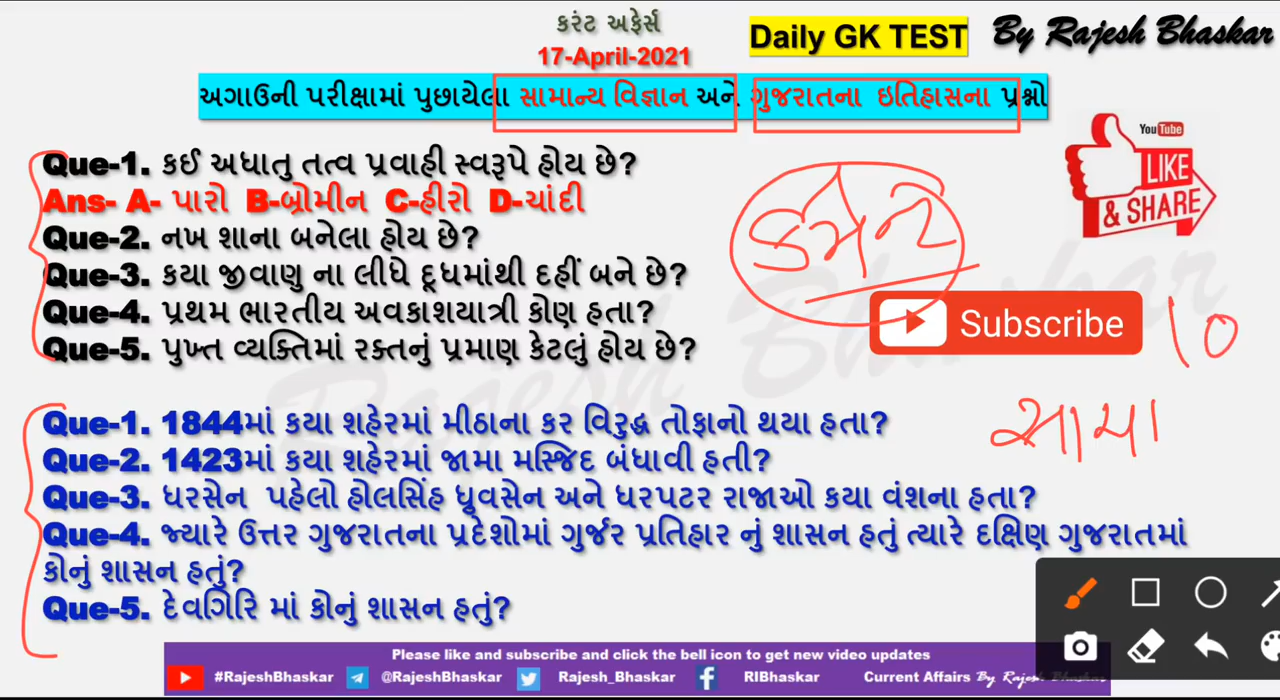 કરંટ અફેર્સ
17-April-2021
Daily GK TEST
By Rajesh Bhaskar
અગાઉની પરીક્ષામાં પુછાયેલા સામાન્ય વિજ્ઞાન અને ગુજરાતના ઇતિહાસના પ્રશ્નો
YouTube
LIKE
& SHARE
Que-1. કઈ અધાતુ તત્વ પ્રવાહી સ્વરૂપે હોય છે?
Ans- A- પારો B-બ્રોમીન C-હીરો D-ચાંદી
Que-2. નખ શાના બનેલા હોય છે?
Que-3. કયા જીવાણુ ના લીધે દૂધમાંથી દહીં બને છે?
Que-4. પ્રથમ ભારતીય અવકાશયાત્રી કોણ હતા?
Que-5. પુખ્ત વ્યક્તિમાં રક્તનું પ્રમાણ કેટલું હોય છે?
Subscribe
10
સાચા
Que-1. 1844માં કયા શહેરમાં મીઠાના કર વિરુદ્ધ તોફાનો થયા હતા?
Que-2. 1423માં કયા શહેરમાં જામા મસ્જિદ બંધાવી હતી?
Que-3. ધરસેન પહેલો હોલસિંહ ધ્રુવસેન અને ધરપટર રાજાઓ કયા વંશના હતા?
Que-4. જ્યારે ઉત્તર ગુજરાતના પ્રદેશોમાં ગુર્જર પ્રતિહાર નું શાસન હતું ત્યારે દક્ષિણ ગુજરાતમાં
કોનું શાસન હતું?
Que-5. દેવગિરિ માં કોનું શાસન હતું?
Rajesh Bhaskar
Please like and subscribe and click the bell icon to get new video updates
#RajeshBhaskar @RajeshBhaskar Rajesh_Bhaskar RIBhaskar Current Affairs By Rajesh Bhaskar